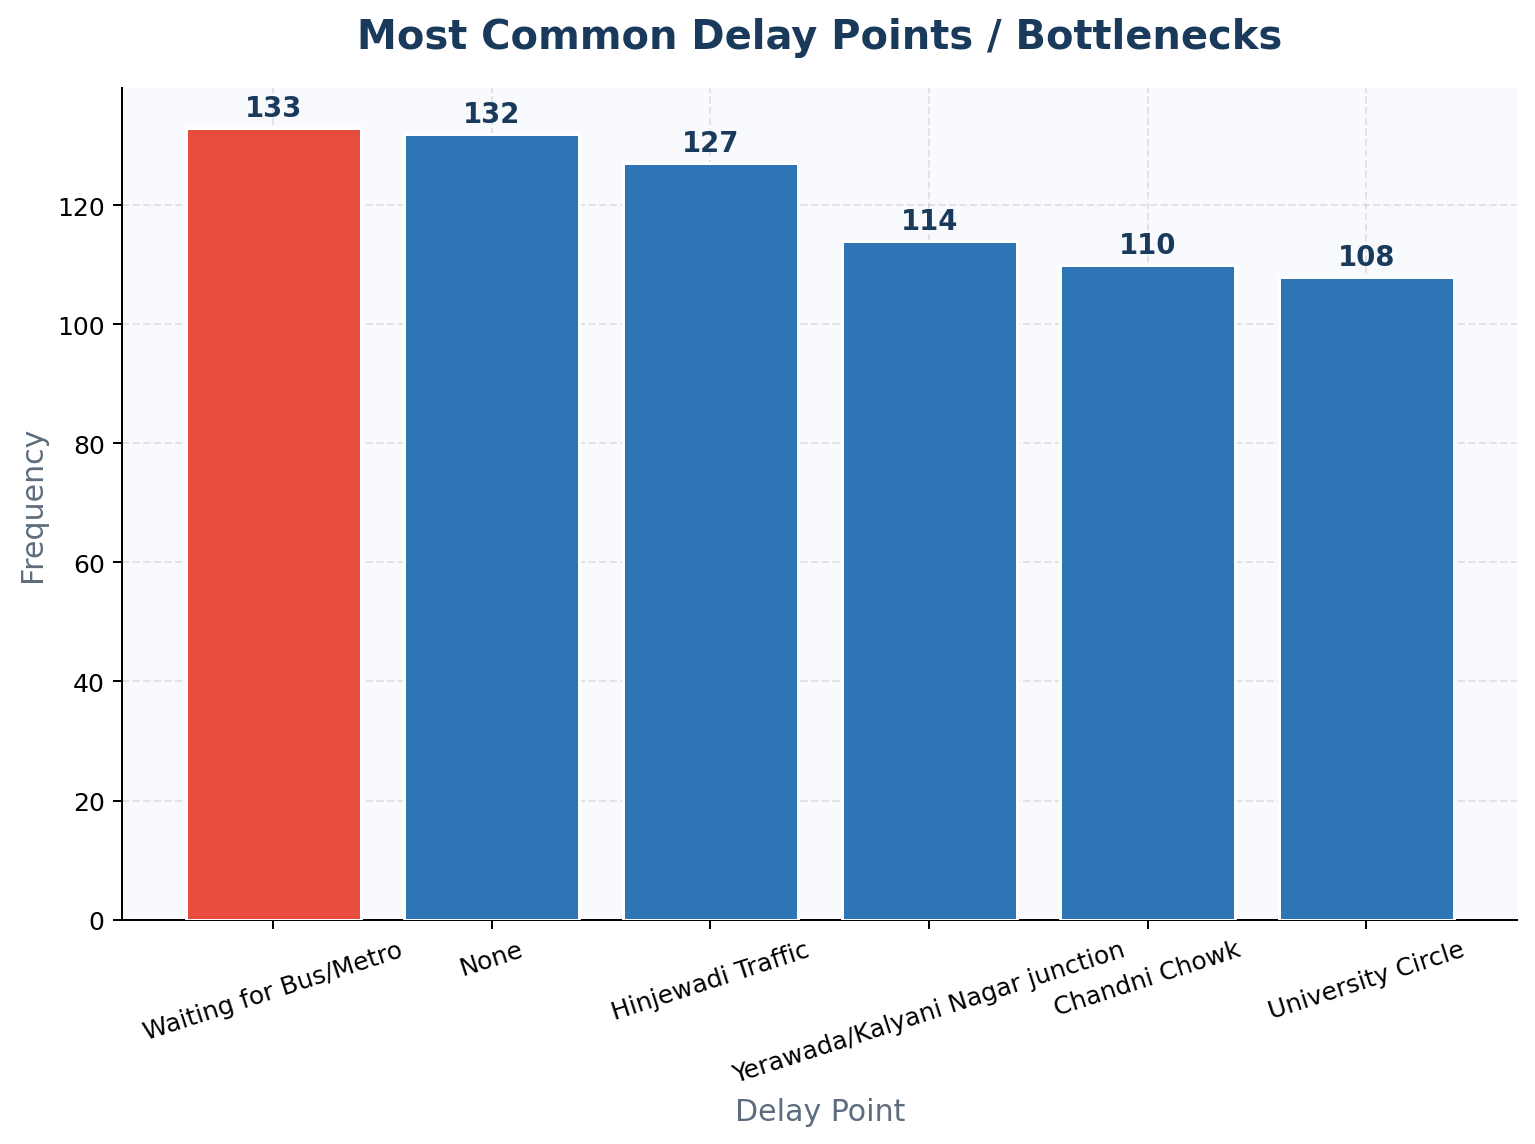 Most Common Delay Points / Bottlenecks
133
132
127
114
110
108
120
100
80
60
40
20
0
Frequency
Waiting for Bus/Metro
None
Hinjewadi Traffic
Yerawada/Kalyani Nagar junction
Chandni Chowk
University Circle
Delay Point